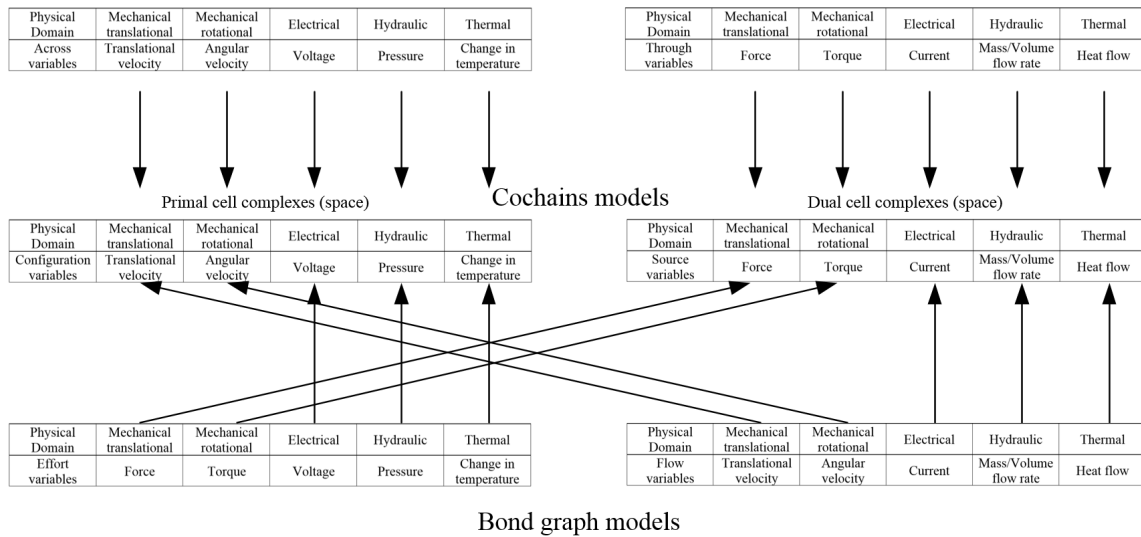 Physical Domain Mechanical translational Mechanical rotational Electrical Hydraulic Thermal
Across variables Translational velocity Angular velocity Voltage Pressure Change in temperature
Physical Domain Mechanical translational Mechanical rotational Electrical Hydraulic Thermal
Through variables Force Torque Current Mass/Volume flow rate Heat flow
Cochains models
Primal cell complexes (space)
Dual cell complexes (space)
Physical Domain Mechanical translational Mechanical rotational Electrical Hydraulic Thermal
Configuration variables Translational velocity Angular velocity Voltage Pressure Change in temperature
Physical Domain Mechanical translational Mechanical rotational Electrical Hydraulic Thermal
Source variables Force Torque Current Mass/Volume flow rate Heat flow
Physical Domain Mechanical translational Mechanical rotational Electrical Hydraulic Thermal
Effort variables Force Torque Voltage Pressure Change in temperature
Physical Domain Mechanical translational Mechanical rotational Electrical Hydraulic Thermal
Flow variables Translational velocity Angular velocity Current Mass/Volume flow rate Heat flow
Bond graph models